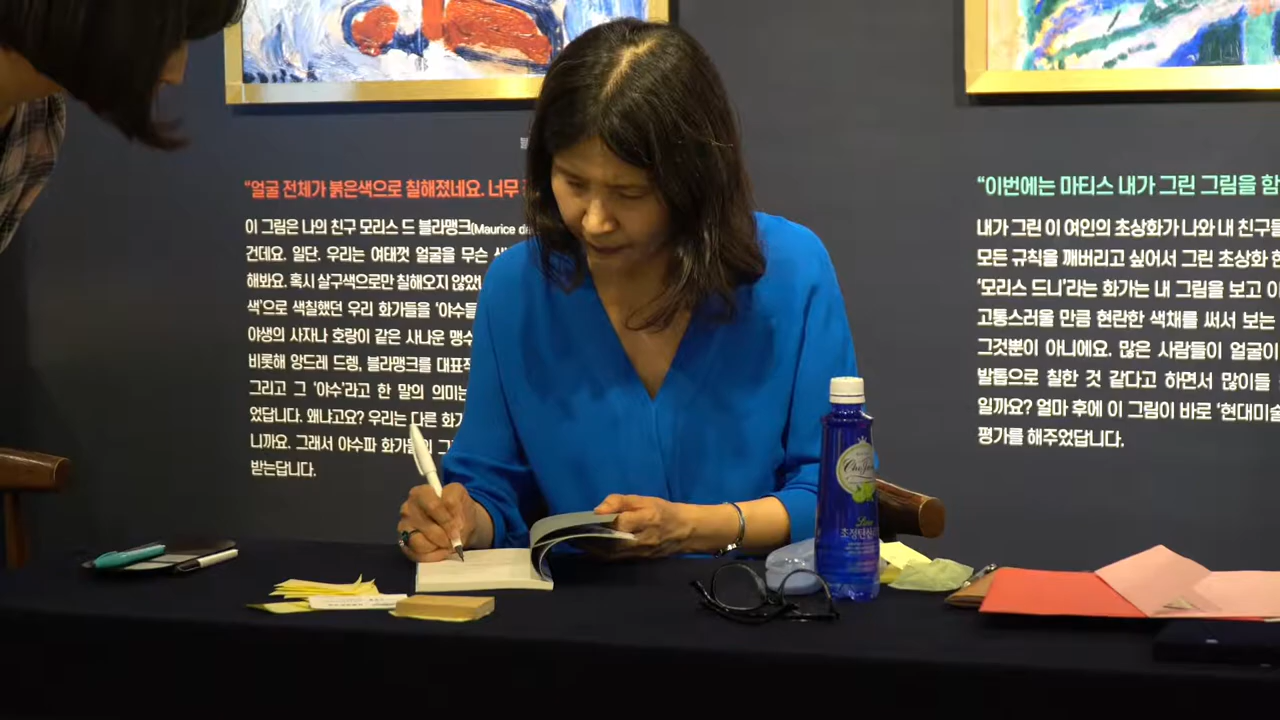 “얼굴 전체가 붉은색으로 칠해졌네요. 너무
이 그림은 나의 친구 모리스 드 블라맹크(Maurice de
건데요. 일단. 우리는 여태껏 얼굴을 무슨
해봐요. 혹시 살구색으로만 칠해오지 않았
색’으로 색칠했던 우리 화가들을 ‘야수들
야생의 사자나 호랑이 같은 사나운 맹수
비롯해 앙드레 드렝, 블라맹크를 대표적
그리고 그 ‘야수’라고 한 말의 의미는
었답니다. 왜냐고요? 우리는 다른 화가
니까요. 그래서 야수파 화가들의 그
받는답니다.
“이번에는 마티스 내가 그린 그림을 함
내가 그린 이 여인의 초상화가 나와 내 친구들
모든 규칙을 깨버리고 싶어서 그린 초상화
‘모리스 드니’라는 화가는 내 그림을 보고
고통스러울 만큼 현란한 색채를 써서 보는
그것뿐이 아니에요. 많은 사람들이 얼굴이
발톱으로 칠한 것 같다고 하면서 많이들
일까요? 얼마 후에 이 그림이 바로 ‘현대미술
평가를 해주었답니다.
Lime
초정탄산